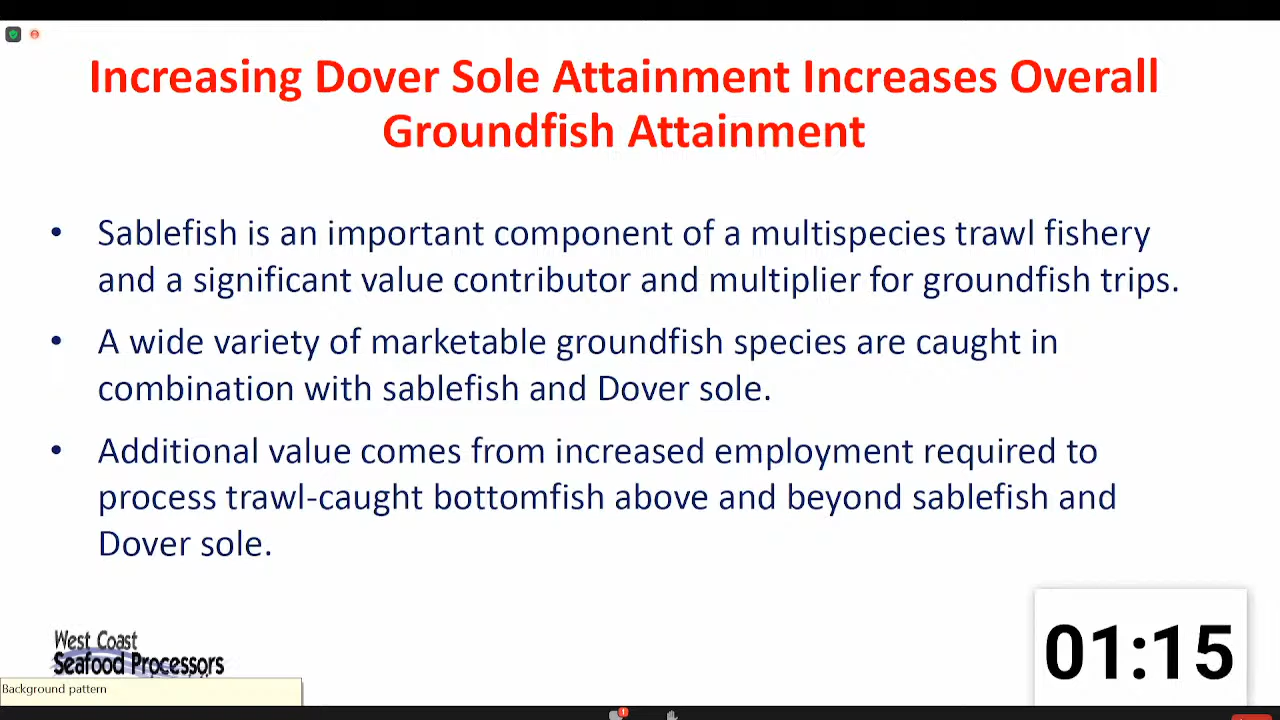 Increasing Dover Sole Attainment Increases Overall
Groundfish Attainment
• Sablefish is an important component of a multispecies trawl fishery
and a significant value contributor and multiplier for groundfish trips.
• A wide variety of marketable groundfish species are caught in
combination with sablefish and Dover sole.
• Additional value comes from increased employment required to
process trawl-caught bottomfish above and beyond sablefish and
Dover sole.
West Coast
Seafood Processors
Background pattern
01:15
1